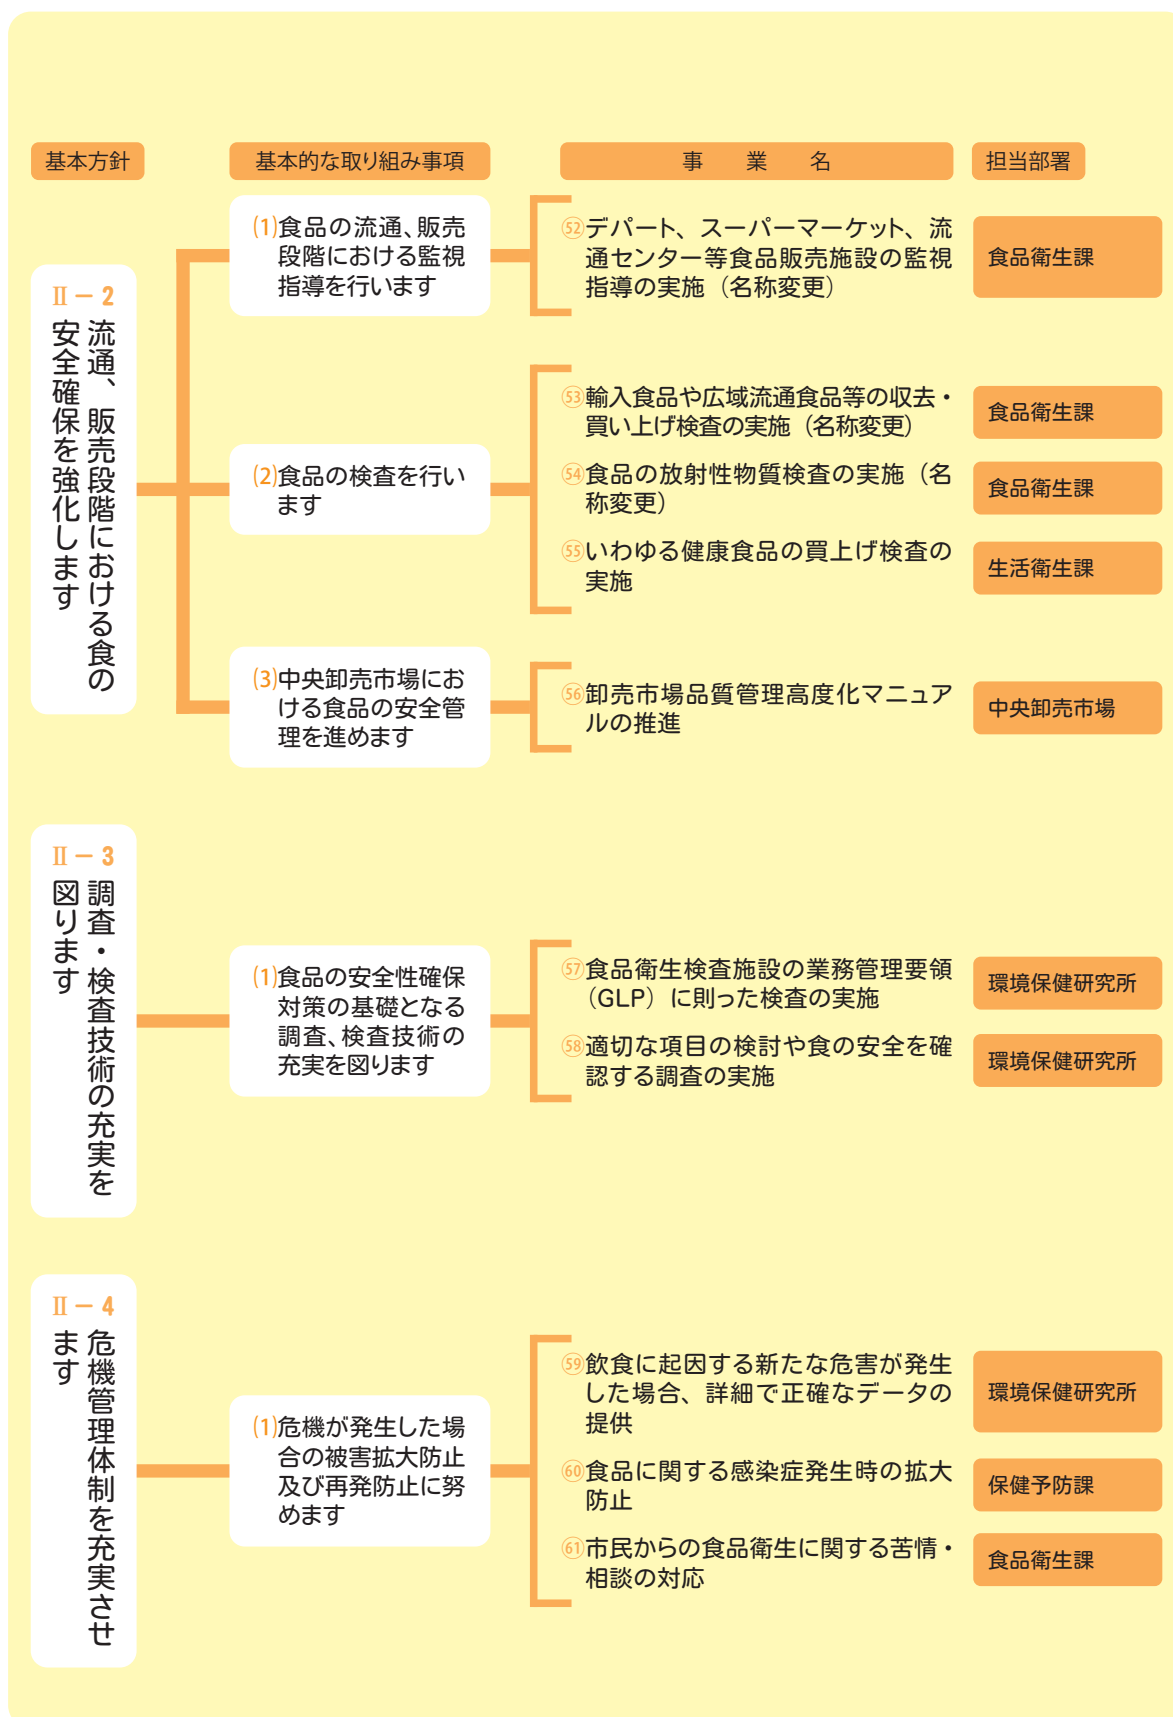 基本方針
基本的な取り組み事項
事業名
担当部署
Ⅱ－2
流通、販売段階における食の
安全確保を強化します
⑴食品の流通、販売
段階における監視
指導を行います
㊾デパート、スーパーマーケット、流
通センター等食品販売施設の監視
指導の実施（名称変更）
食品衛生課
⑵食品の検査を行い
ます
53輸入食品や広域流通食品等の収去・
買い上げ検査の実施（名称変更）
食品衛生課
54食品の放射性物質検査の実施（名
称変更）
食品衛生課
55いわゆる健康食品の買上げ検査の
実施
生活衛生課
⑶中央卸売市場にお
ける食品の安全管
理を進めます
56卸売市場品質管理高度化マニュア
ルの推進
中央卸売市場
Ⅱ－3
調査・検査技術の充実を
図ります
⑴食品の安全性確保
対策の基礎となる
調査、検査技術の
充実を図ります
57食品衛生検査施設の業務管理要領
（GLP）に則った検査の実施
環境保健研究所
58適切な項目の検討や食の安全を確
認する調査の実施
環境保健研究所
Ⅱ－4
危機管理体制を充実させ
ます
⑴危機が発生した場
合の被害拡大防止
及び再発防止に努
めます
59飲食に起因する新たな危害が発生
した場合、詳細で正確なデータの
提供
環境保健研究所
60食品に関する感染症発生時の拡大
防止
保健予防課
61市民からの食品衛生に関する苦情・
相談の対応
食品衛生課